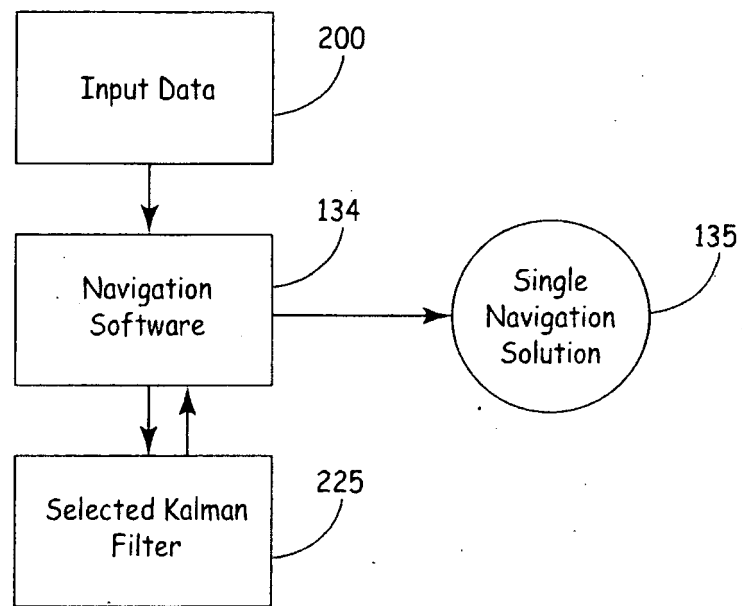 200
Input Data
134
135
Navigation
Software
Single
Navigation
Solution
225
Selected Kalman
Filter